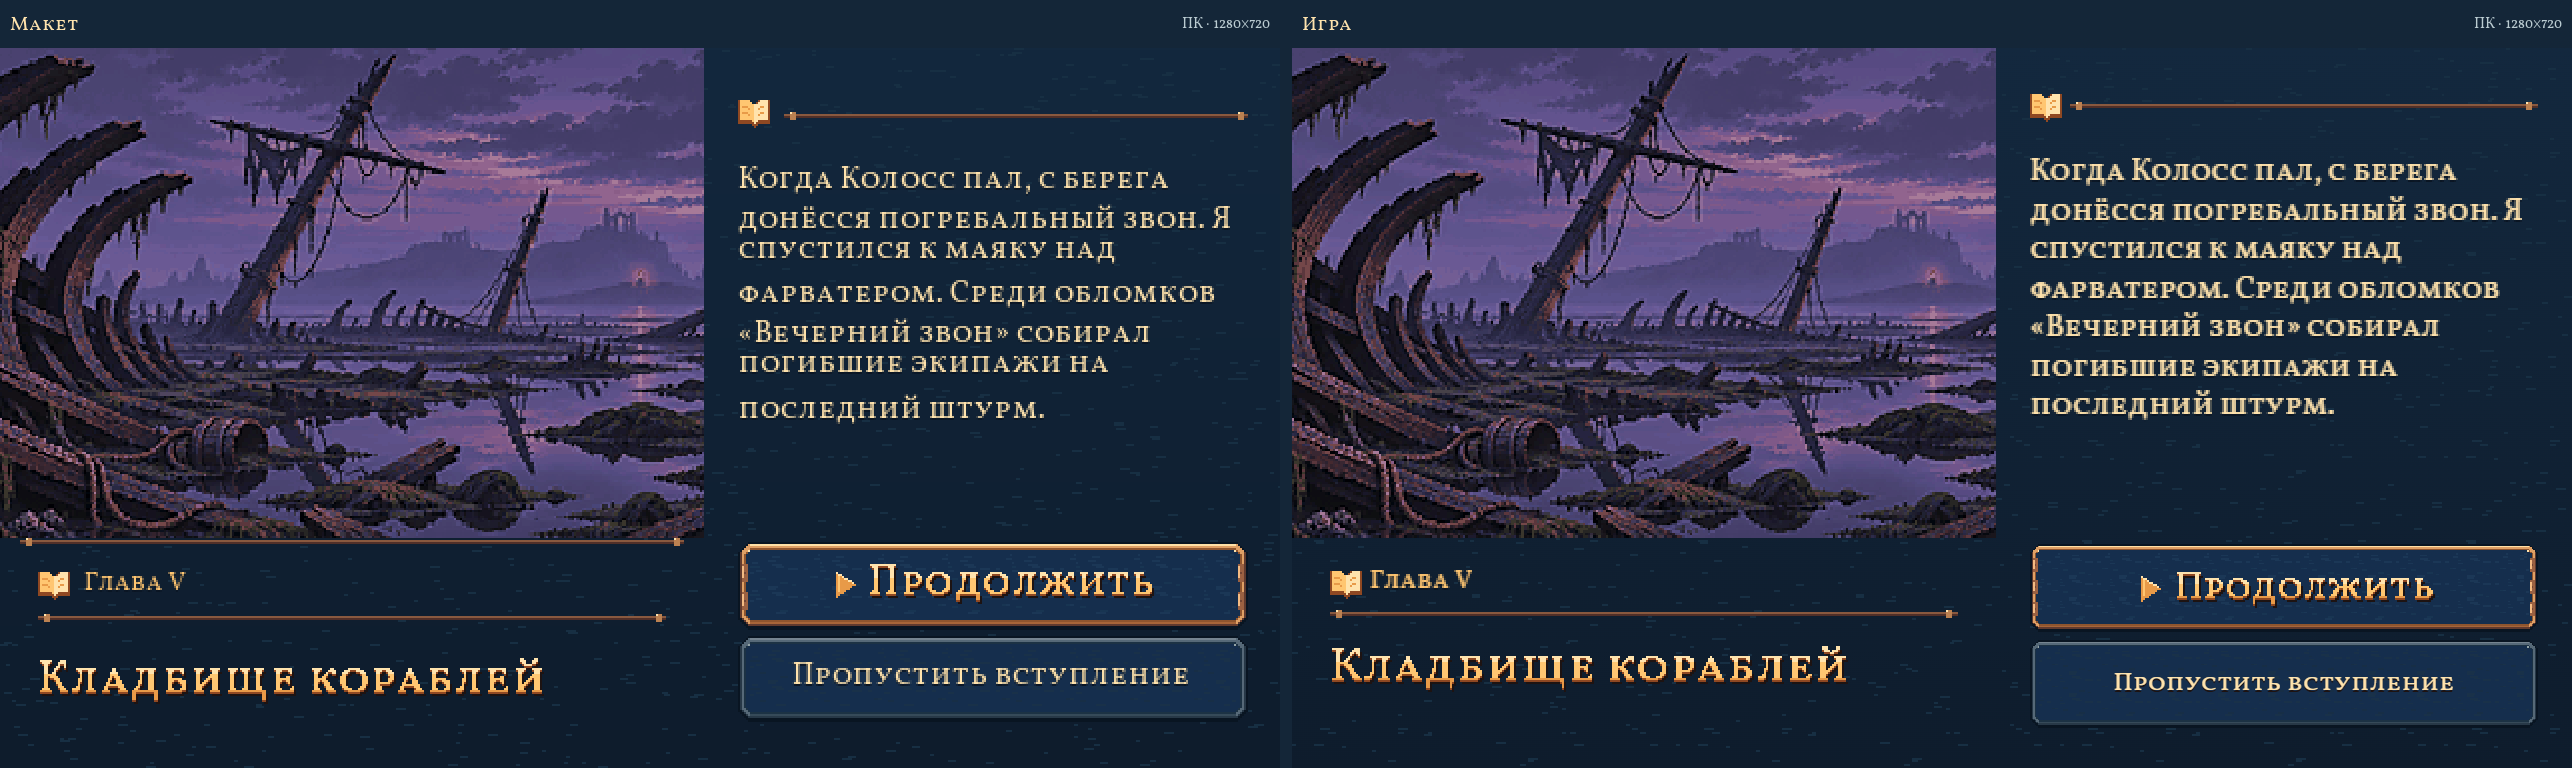 Макет
ПК · 1280×720
Когда Колосс пал, с берега
донёсся погребальный звон. Я
спустился к маяку над
фарватером. Среди обломков
«Вечерний звон» собирал
погибшие экипажи на
последний штурм.
Глава V
Кладбище кораблей
Продолжить
Пропустить вступление
Игра
ПК · 1280×720
Когда Колосс пал, с берега
донёсся погребальный звон. Я
спустился к маяку над
фарватером. Среди обломков
«Вечерний звон» собирал
погибшие экипажи на
последний штурм.
Глава V
Кладбище кораблей
Продолжить
Пропустить вступление